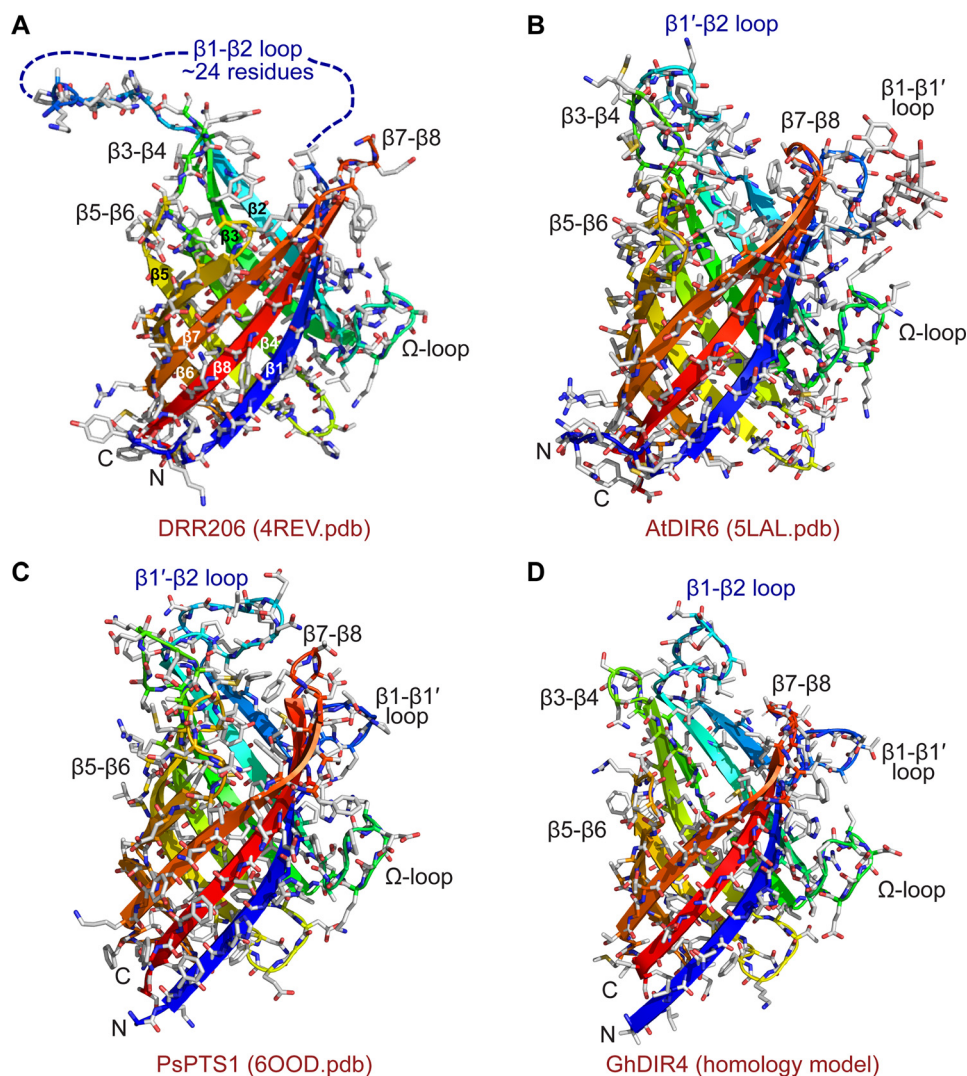 A
β1-β2 loop
~24 residues
β3-β4
β7-β8
β2
β5-β6
β3
β5
Ω-loop
β7
β4
β6
β8
β1
C
N
DRR206 (4REV.pdb)
B
β1′-β2 loop
β1-β1′
loop
β3-β4
β7-β8
β5-β6
Ω-loop
N
C
AtDIR6 (5LAL.pdb)
C
β1′-β2 loop
β7-β8
β1-β1′
loop
β5-β6
Ω-loop
C
N
PsPTS1 (6OOD.pdb)
D
β1-β2 loop
β7-β8
β3-β4
β1-β1′
loop
β5-β6
Ω-loop
C
N
GhDIR4 (homology model)